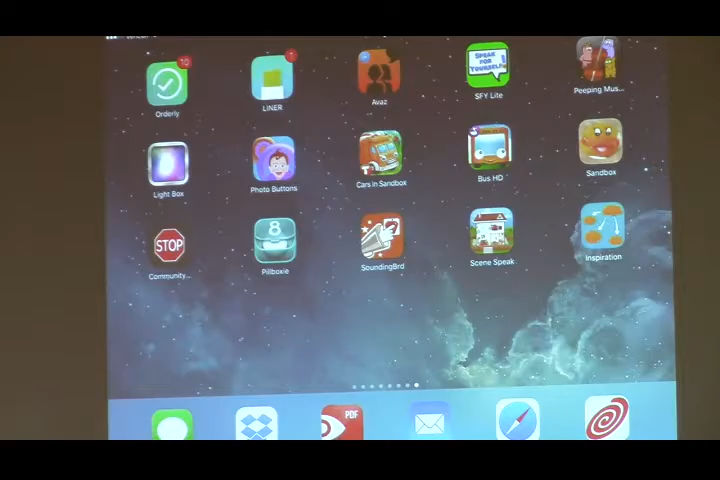 10
1
SPEAK
FOR
YOURSELF!
Orderly
LINER
Avaz
SFY Lite
Peeping Mus...
Light Box
Photo Buttons
Cars in Sandbox
Bus HD
Sandbox
STOP
8
Community...
Pillboxie
SoundingBrd
Scene Speak
Inspiration
PDF